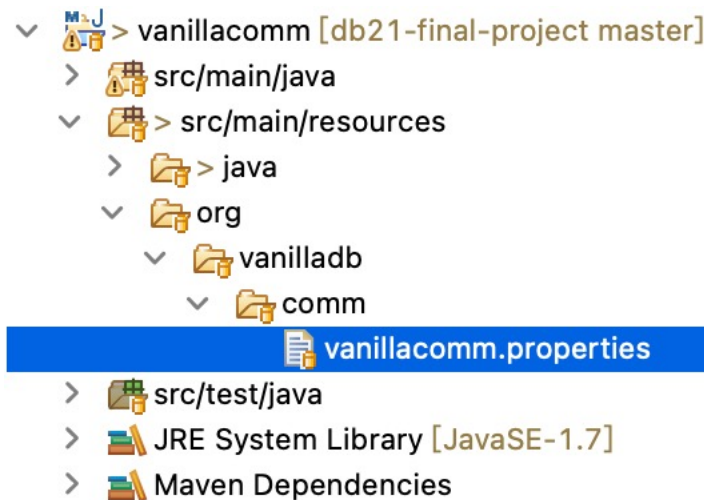 > vanillacomm [db21-final-project master]
src/main/java
> src/main/resources
> java
org
vanilladb
comm
vanillacomm.properties
src/test/java
JRE System Library [JavaSE-1.7]
Maven Dependencies